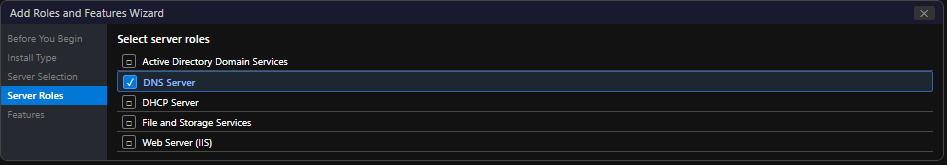 Add Roles and Features Wizard
Before You Begin
Install Type
Server Selection
Server Roles
Features
Select server roles
Active Directory Domain Services
DNS Server
DHCP Server
File and Storage Services
Web Server (IIS)